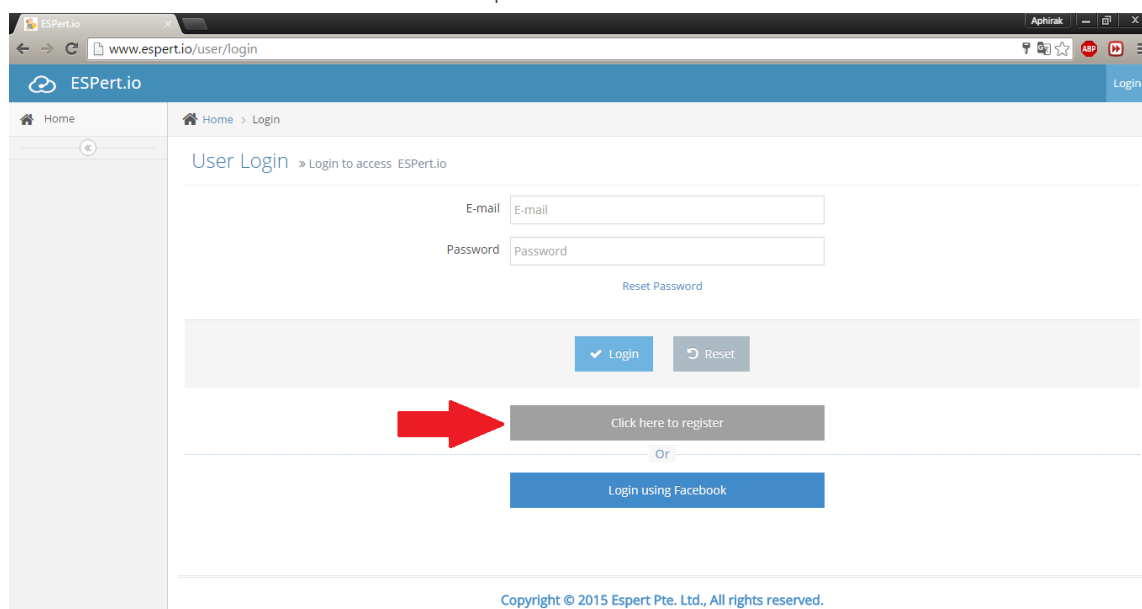 ESPert.io
Aphirak
www.espert.io/user/login
ABP
ESPert.io
Login
Home
Home > Login
User Login » Login to access ESPert.io
E-mail E-mail
Password Password
Reset Password
Login Reset
Click here to register
Or
Login using Facebook
Copyright © 2015 Espert Pte. Ltd., All rights reserved.